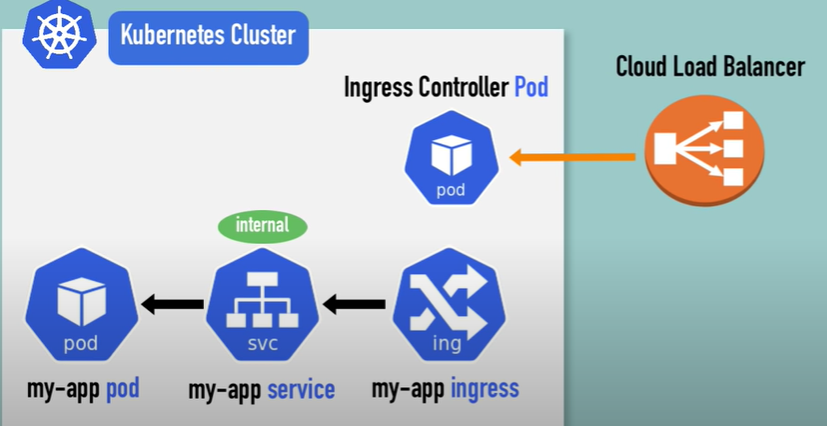 Kubernetes Cluster
Cloud Load Balancer
Ingress Controller Pod
pod
internal
pod
svc
ing
my-app pod
my-app service
my-app ingress